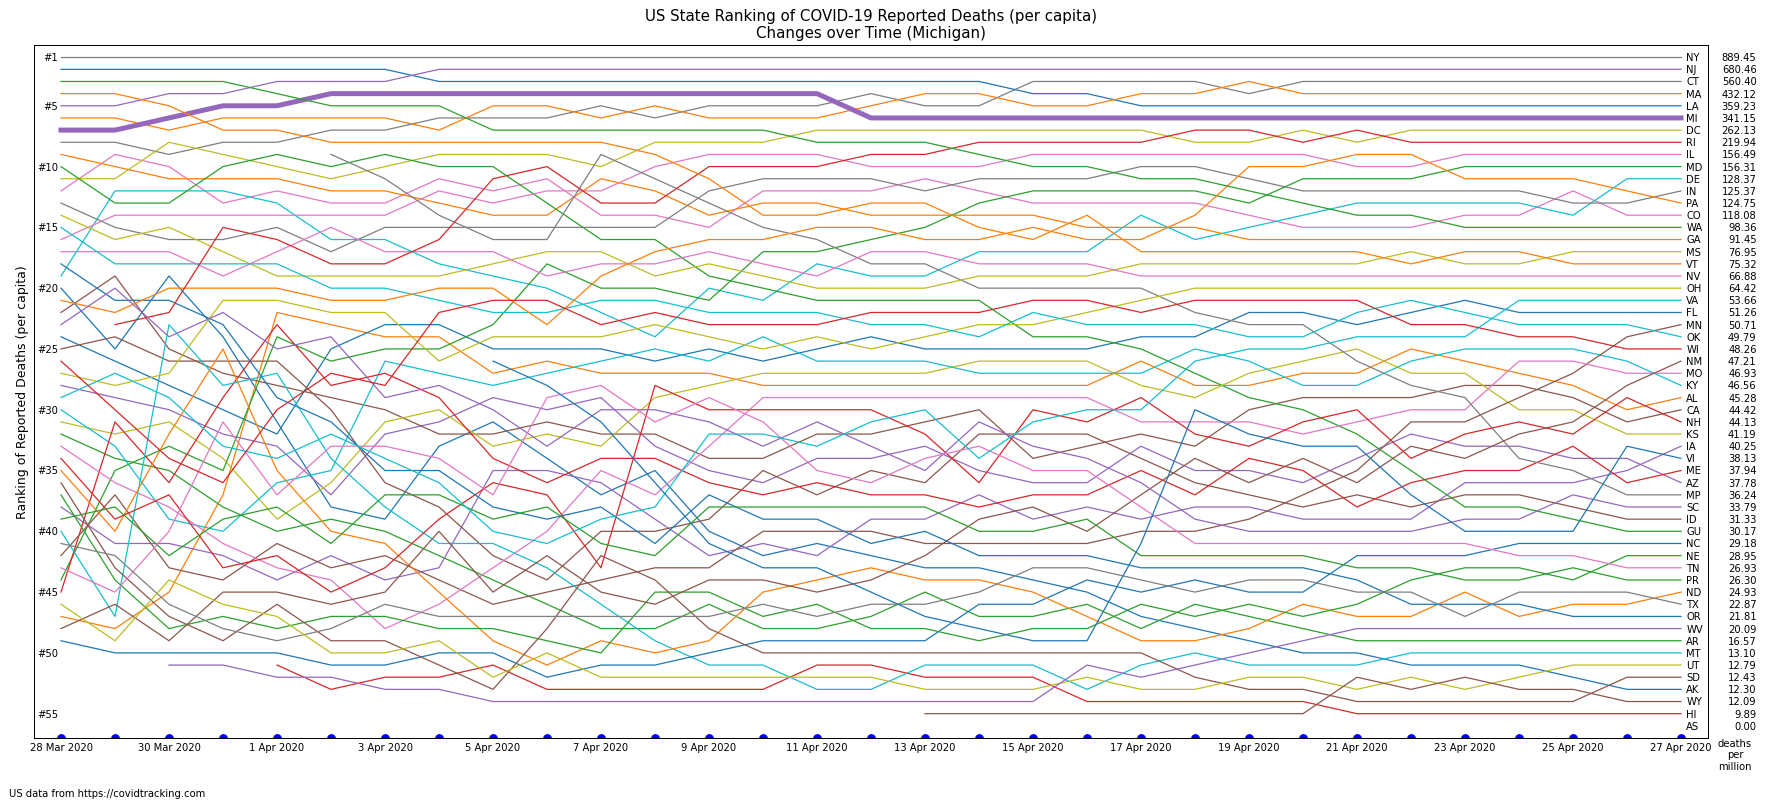 US State Ranking of COVID-19 Reported Deaths (per capita)
Changes over Time (Michigan)
Ranking of Reported Deaths (per capita)
#1
#5
#10
#15
#20
#25
#30
#35
#40
#45
#50
#55
NY 889.45
NJ 680.46
CT 560.40
MA 432.12
LA 359.23
MI 341.15
DC 262.13
RI 219.94
IL 156.49
MD 156.31
DE 128.37
IN 125.37
PA 124.75
CO 118.08
WA 98.36
GA 91.45
MS 76.95
VT 75.32
NV 66.88
OH 64.42
VA 53.66
FL 51.26
MN 50.71
OK 49.79
WI 48.26
NM 47.21
MO 46.93
KY 46.56
AL 45.28
CA 44.42
NH 44.13
KS 41.19
IA 40.25
VI 38.13
ME 37.94
AZ 37.78
MP 36.24
SC 33.79
ID 31.33
GU 30.17
NC 29.18
NE 28.95
TN 26.93
PR 26.30
ND 24.93
TX 22.87
OR 21.81
WV 20.09
AR 16.57
MT 13.10
UT 12.79
SD 12.43
AK 12.30
WY 12.09
HI 9.89
AS 0.00
28 Mar 2020 30 Mar 2020 1 Apr 2020 3 Apr 2020 5 Apr 2020 7 Apr 2020 9 Apr 2020 11 Apr 2020 13 Apr 2020 15 Apr 2020 17 Apr 2020 19 Apr 2020 21 Apr 2020 23 Apr 2020 25 Apr 2020 27 Apr 2020
deaths
per
million
US data from https://covidtracking.com